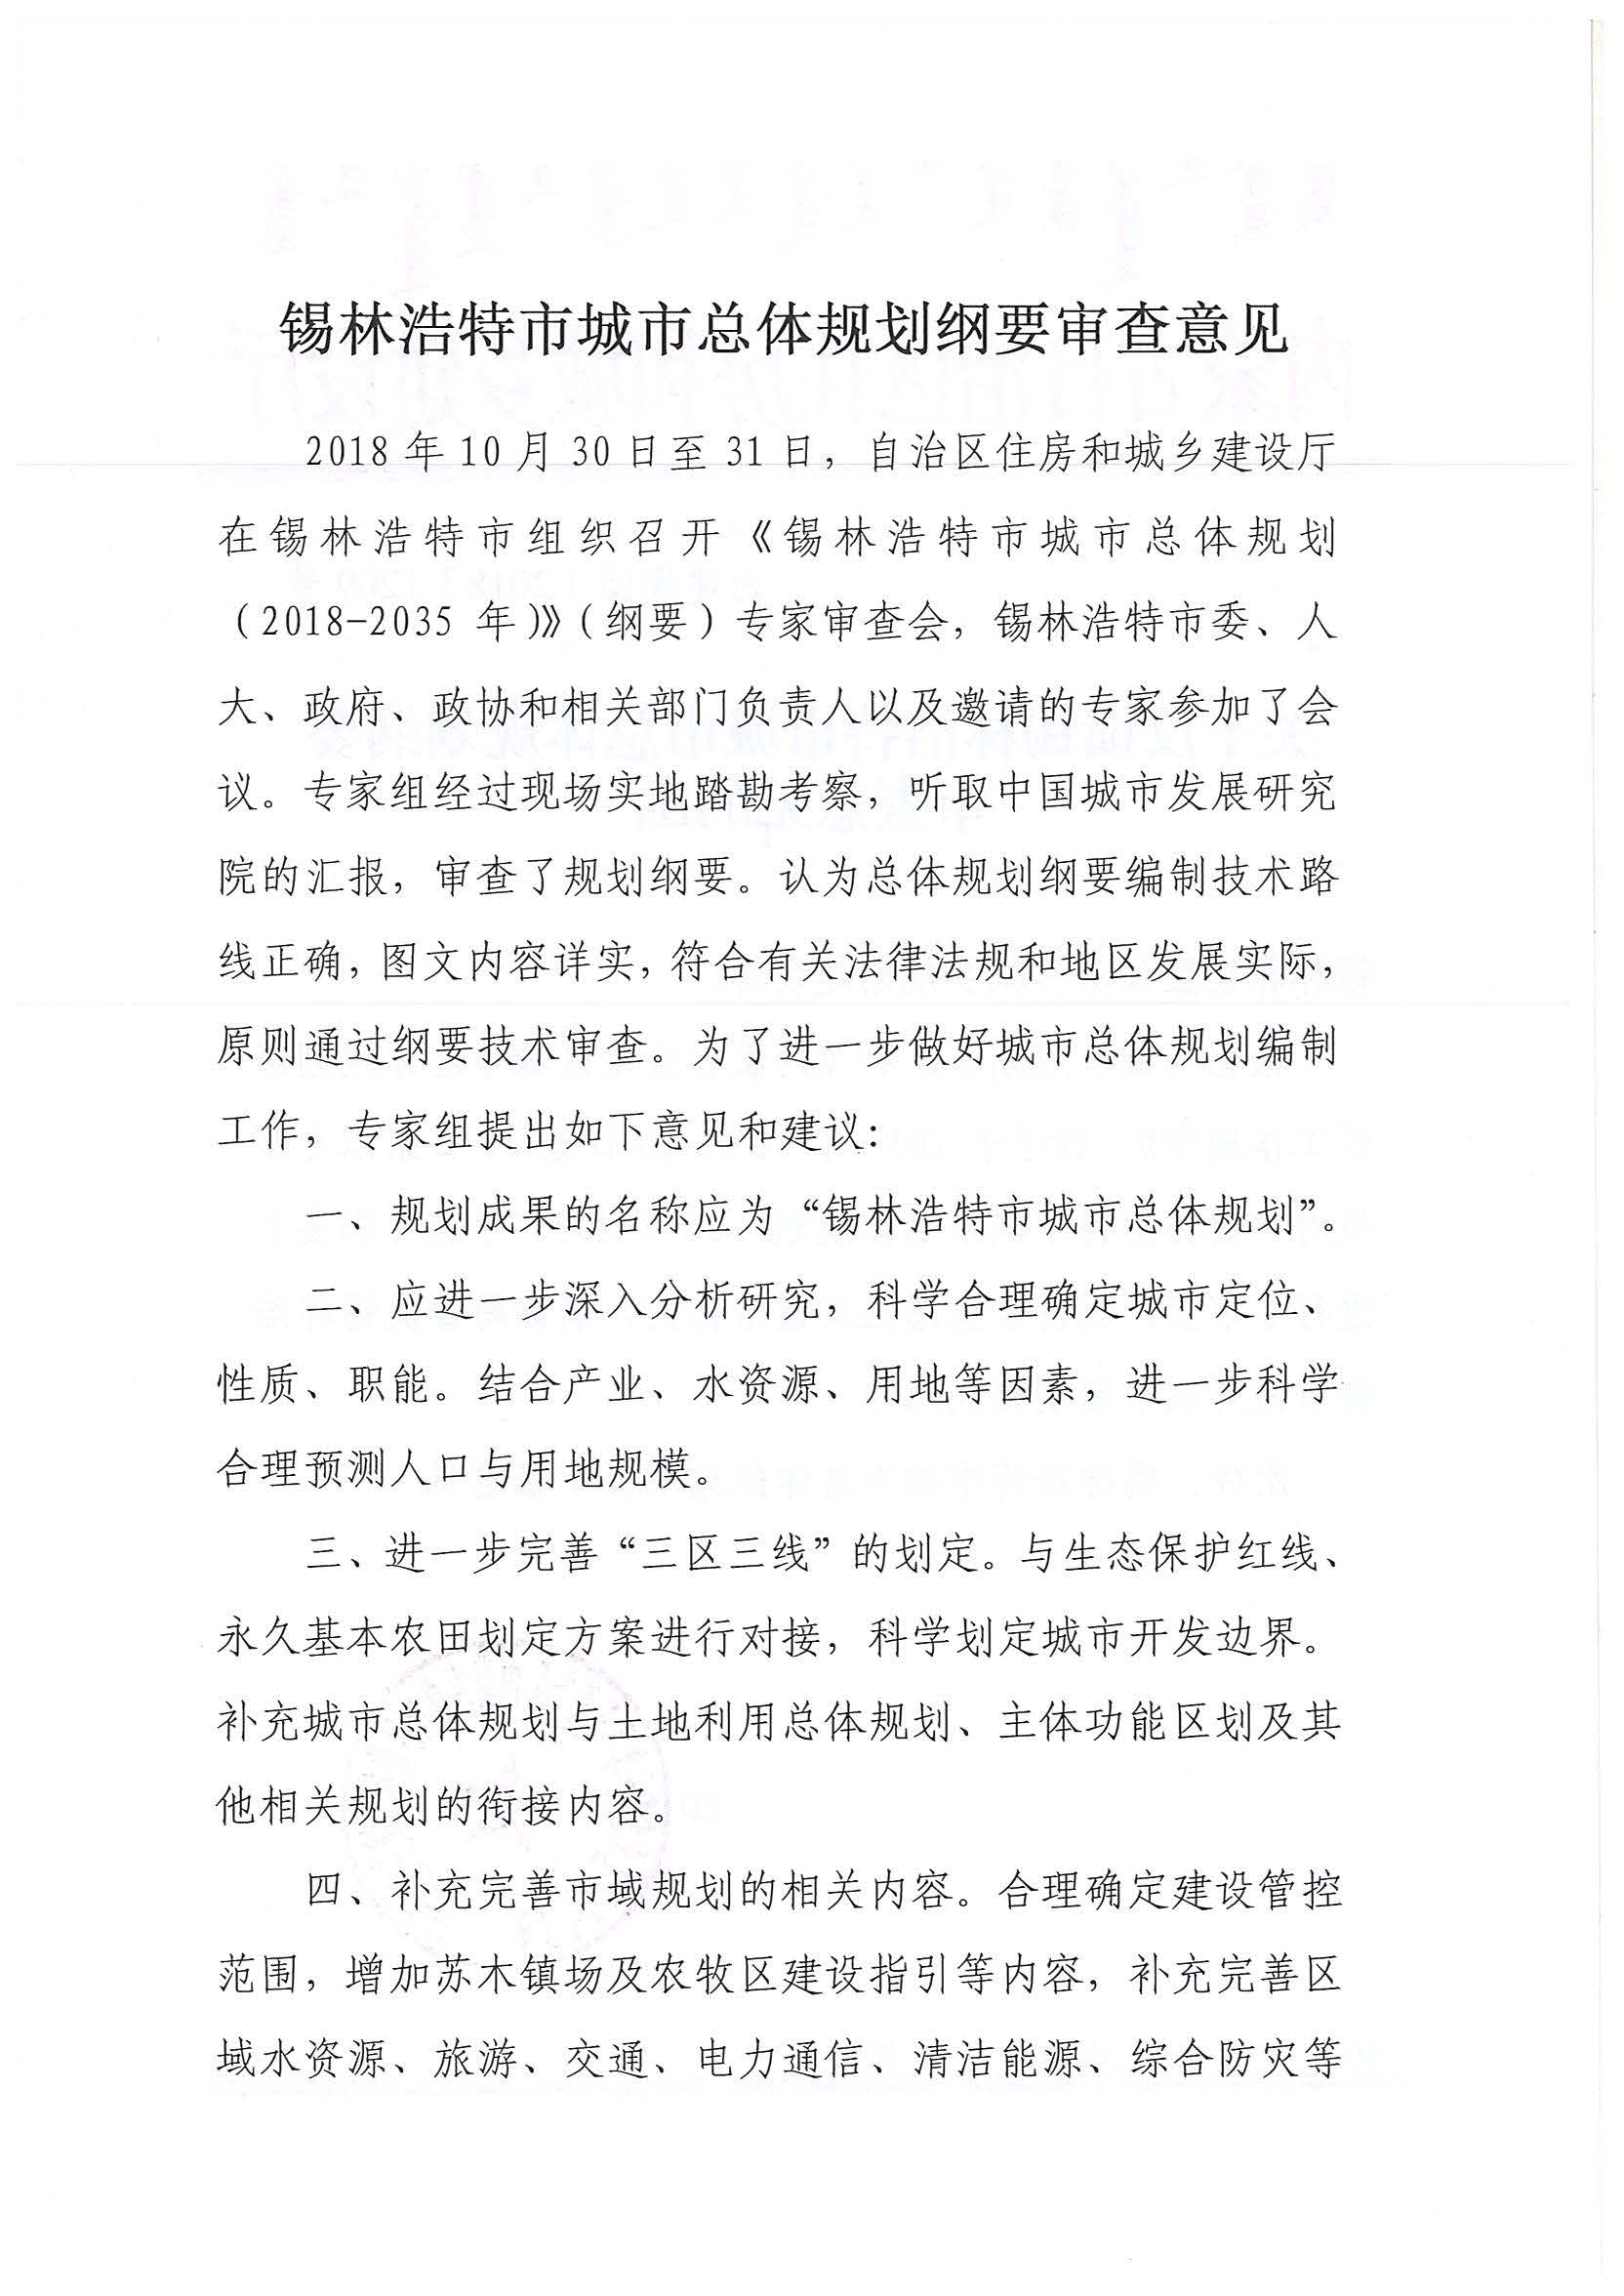 锡林浩特市城市总体规划纲要审查意见
2018 年 10 月 30 日至 31 日，自治区住房和城乡建设厅
在锡林浩特市组织召开《锡林浩特市城市总体规划
（2018-2035 年）》（纲要）专家审查会，锡林浩特市委、人
大、政府、政协和相关部门负责人以及邀请的专家参加了会
议。专家组经过现场实地踏勘考察，听取中国城市发展研究
院的汇报，审查了规划纲要。认为总体规划纲要编制技术路
线正确，图文内容详实，符合有关法律法规和地区发展实际，
原则通过纲要技术审查。为了进一步做好城市总体规划编制
工作，专家组提出如下意见和建议：
一、规划成果的名称应为“锡林浩特市城市总体规划”。
二、应进一步深入分析研究，科学合理确定城市定位、
性质、职能。结合产业、水资源、用地等因素，进一步科学
合理预测人口与用地规模。
三、进一步完善“三区三线”的划定。与生态保护红线、
永久基本农田划定方案进行对接，科学划定城市开发边界。
补充城市总体规划与土地利用总体规划、主体功能区划及其
他相关规划的衔接内容。
四、补充完善市域规划的相关内容。合理确定建设管控
范围，增加苏木镇场及农牧区建设指引等内容，补充完善区
域水资源、旅游、交通、电力通信、清洁能源、综合防灾等